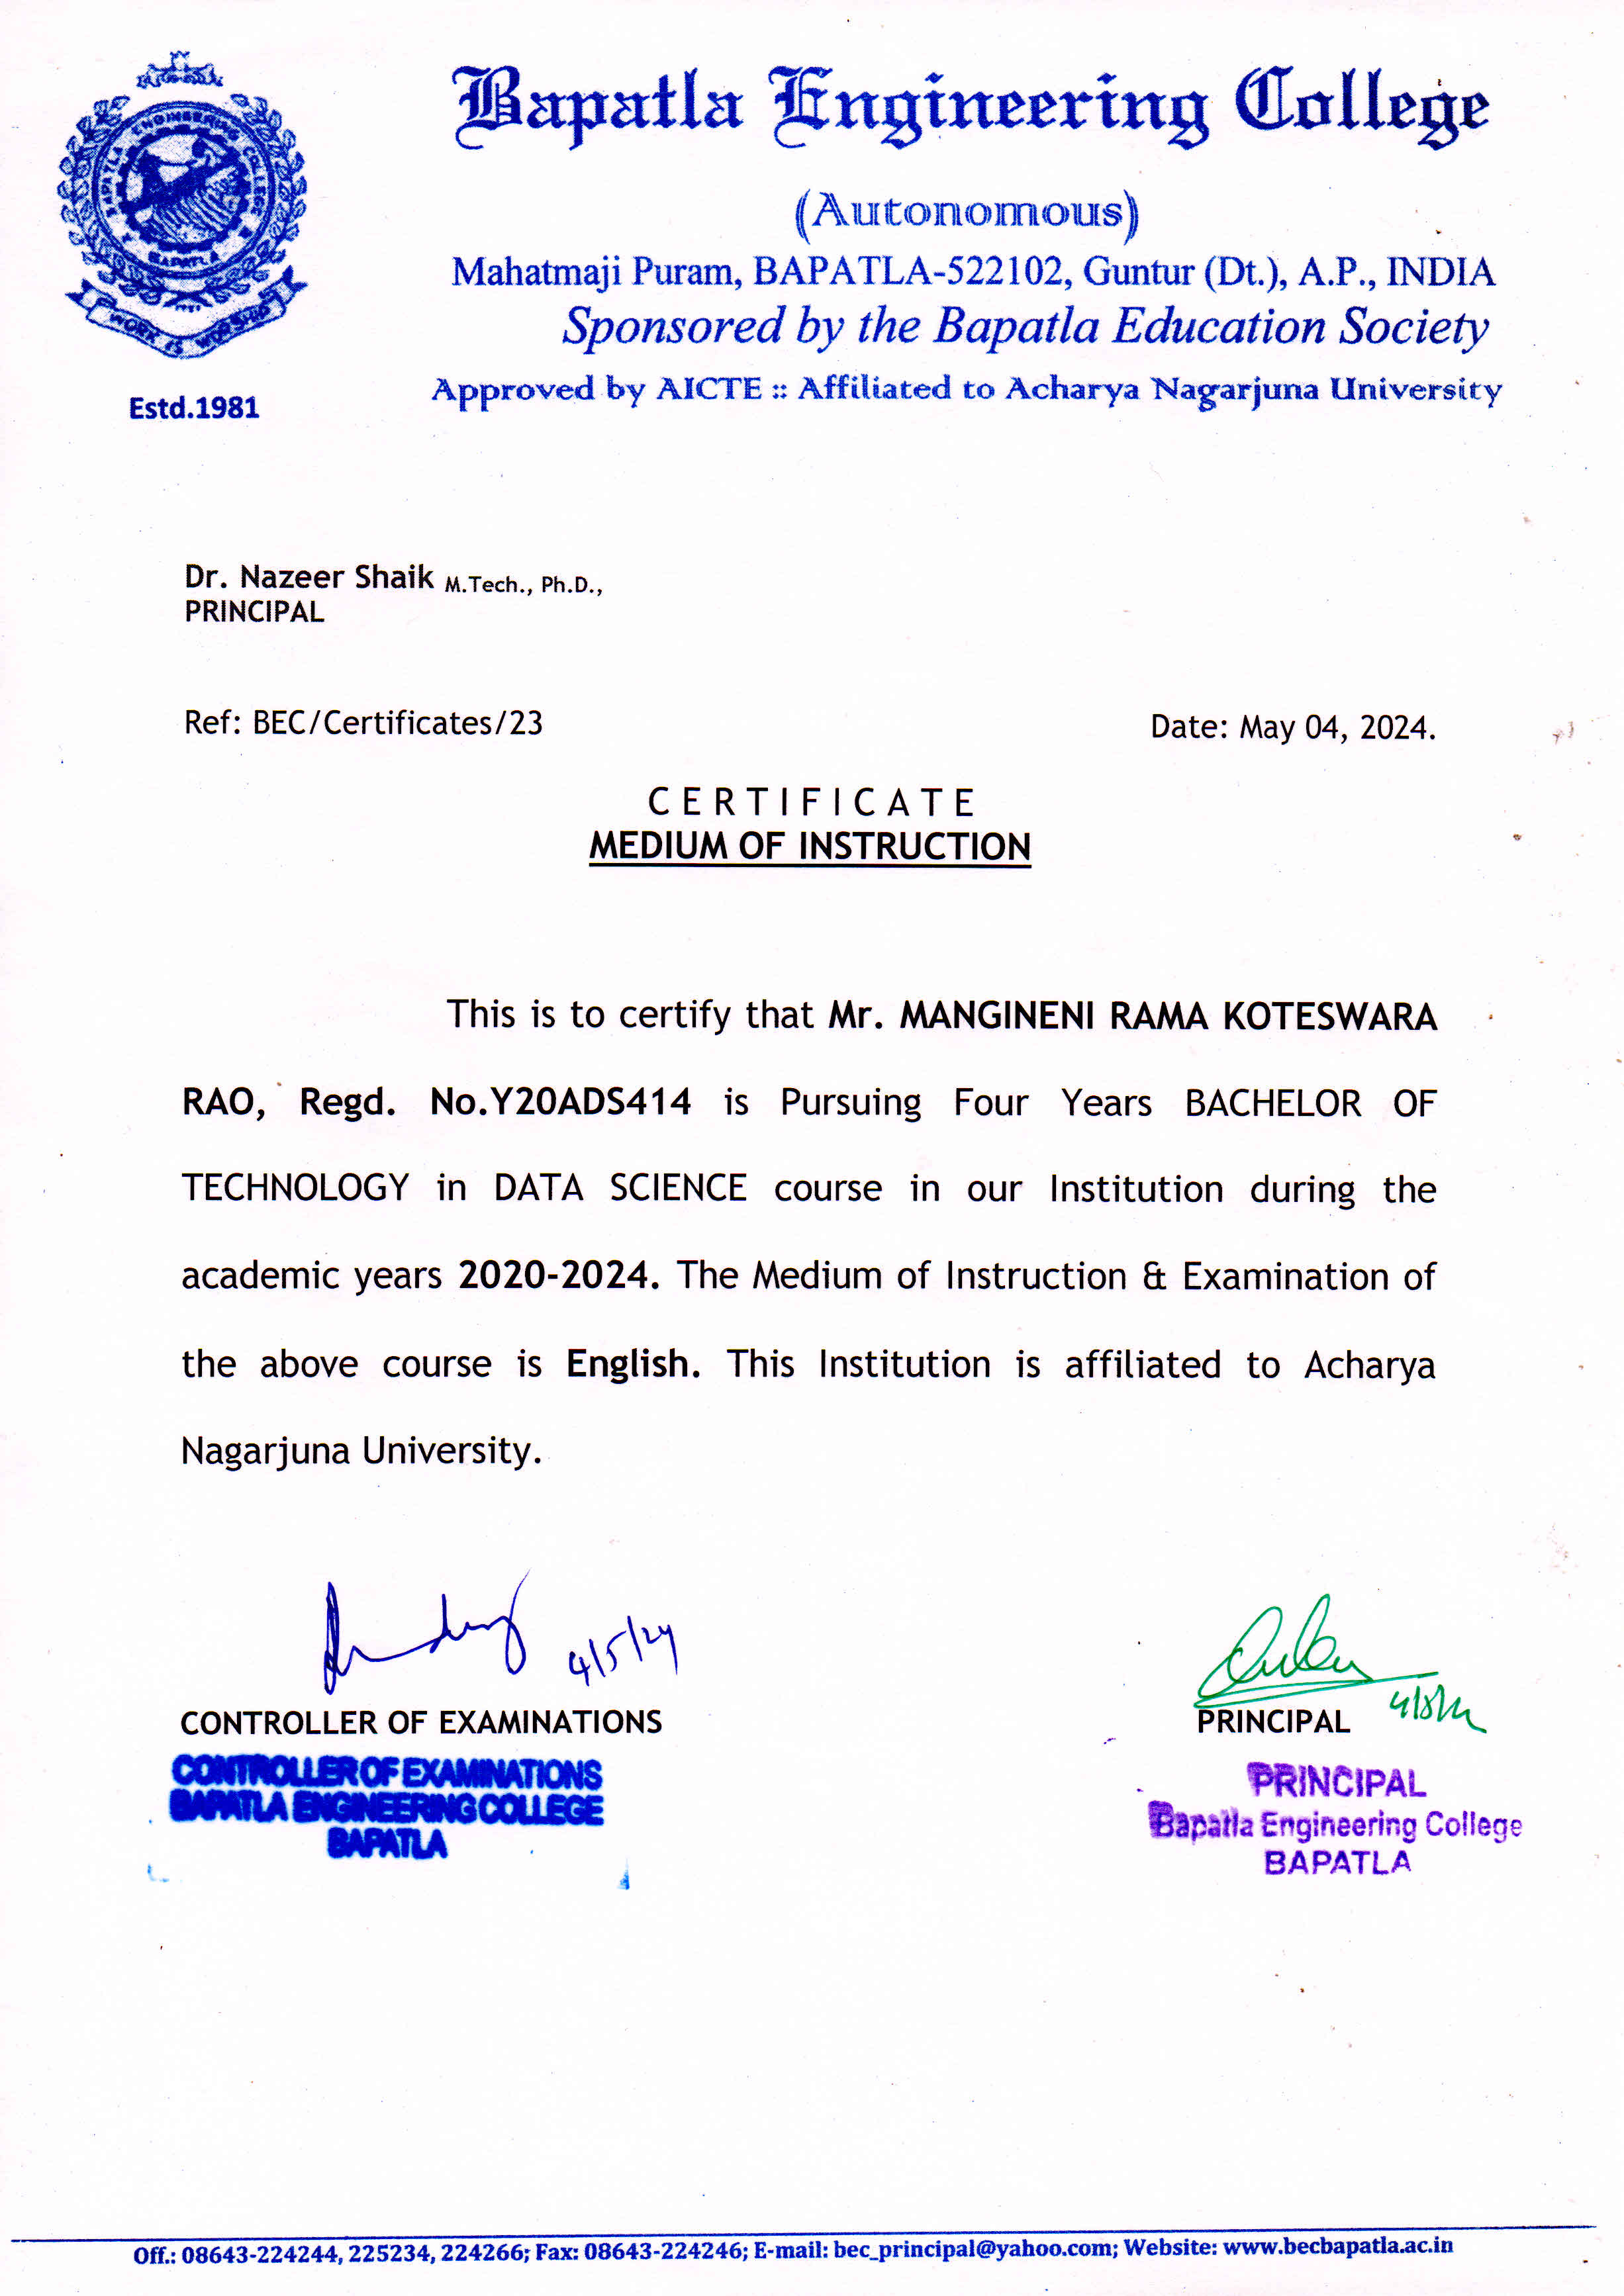 Bapatla Engineering College
(Autonomous)
Mahatmaji Puram, BAPATLA-522102, Guntur (Dt.), A.P., INDIA
Sponsored by the Bapatla Education Society
Approved by AICTE :: Affiliated to Acharya Nagarjuna University
BAPATLA ENGINEERING COLLEGE
BAPATLA
WORK IS WORSHIP
Estd.1981
Dr. Nazeer Shaik M.Tech., Ph.D.,
PRINCIPAL
Ref: BEC/Certificates/23
Date: May 04, 2024.
CERTIFICATE
MEDIUM OF INSTRUCTION
This is to certify that Mr. MANGINENI RAMA KOTESWARA
RAO, Regd. No.Y20ADS414 is Pursuing Four Years BACHELOR OF
TECHNOLOGY in DATA SCIENCE course in our Institution during the
academic years 2020-2024. The Medium of Instruction & Examination of
the above course is English. This Institution is affiliated to Acharya
Nagarjuna University.
4/5/24
CONTROLLER OF EXAMINATIONS
CONTROLLER OF EXAMINATIONS
BAPATLA ENGINEERING COLLEGE
BAPATLA
PRINCIPAL
PRINCIPAL
Bapatla Engineering College
BAPATLA
Off.: 08643-224244, 225234, 224266; Fax: 08643-224246; E-mail: bec_principal@yahoo.com; Website: www.becbapatla.ac.in